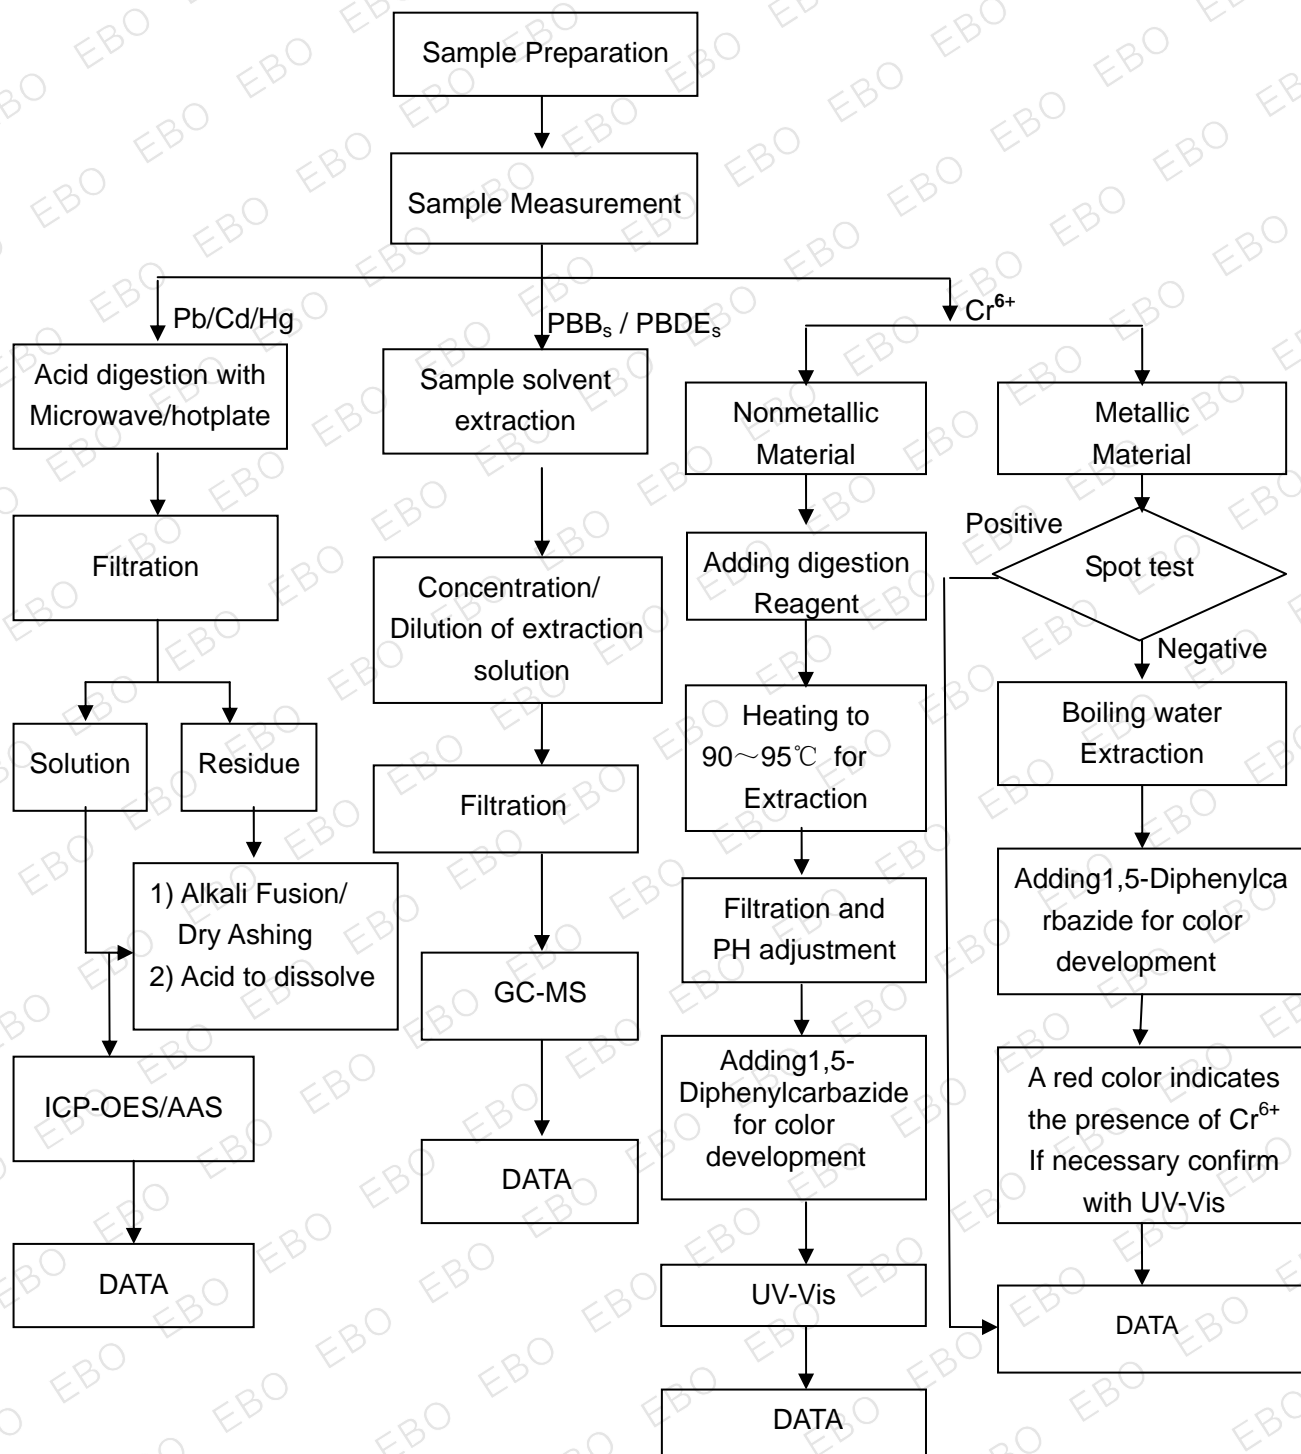 Sample Preparation
Sample Measurement
Pb/Cd/Hg
PBBs / PBDEs
Cr6+
Acid digestion with
Microwave/hotplate
Filtration
Solution
Residue
1) Alkali Fusion/
Dry Ashing
2) Acid to dissolve
ICP-OES/AAS
DATA
Sample solvent
extraction
Concentration/
Dilution of extraction
solution
Filtration
GC-MS
DATA
Nonmetallic
Material
Adding digestion
Reagent
Heating to
90～95℃ for
Extraction
Filtration and
PH adjustment
Adding1,5-
Diphenylcarbazide
for color
development
UV-Vis
DATA
Metallic
Material
Positive
Spot test
Negative
Boiling water
Extraction
Adding1,5-Diphenylca
rbazide for color
development
A red color indicates
the presence of Cr6+
If necessary confirm
with UV-Vis
DATA
EBO